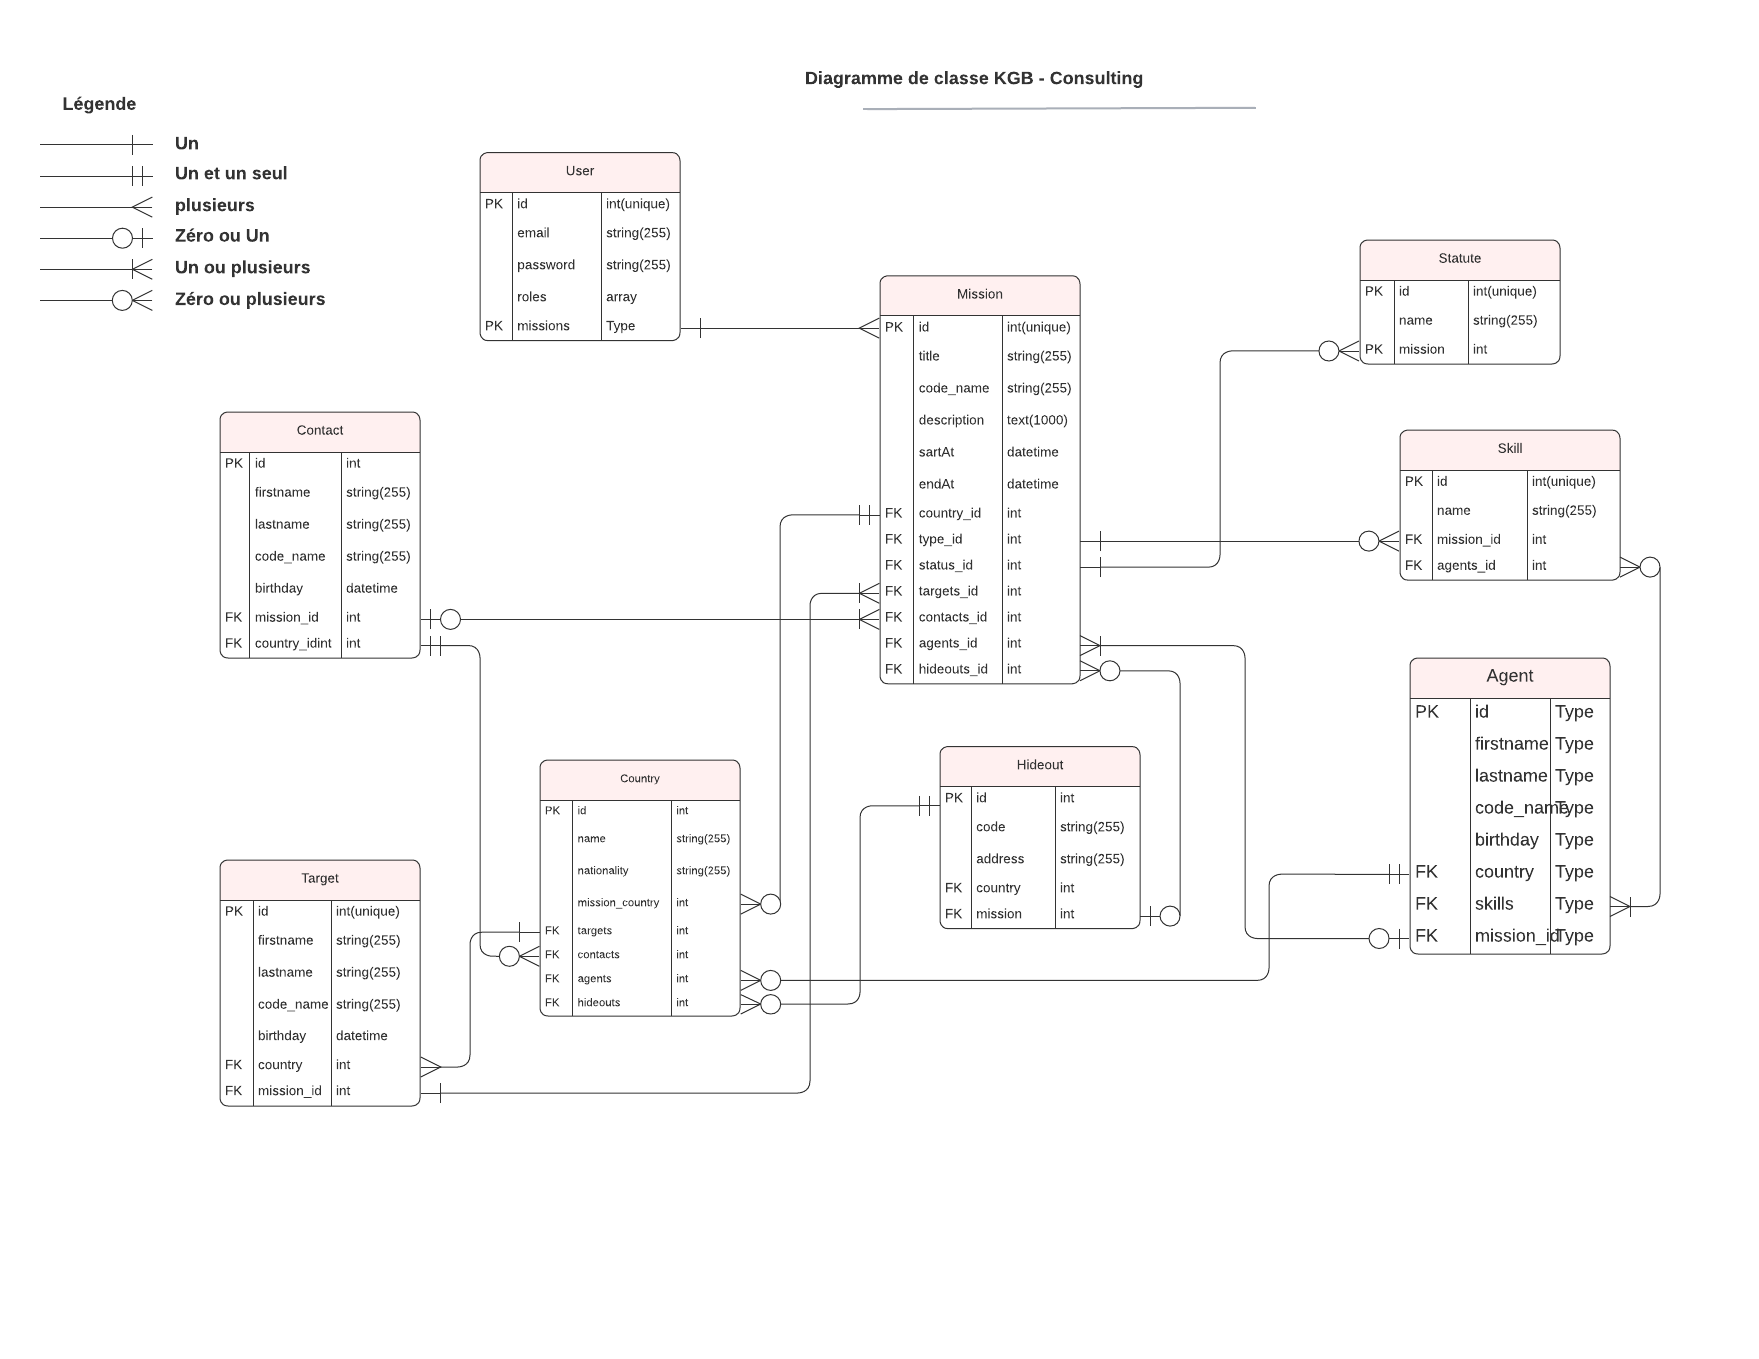 Diagramme de classe KGB - Consulting
Légende
Un
Un et un seul
plusieurs
Zéro ou Un
Un ou plusieurs
Zéro ou plusieurs
User
PK id int(unique)
email string(255)
password string(255)
roles array
PK missions Type
Mission
PK id int(unique)
title string(255)
code_name string(255)
description text(1000)
sartAt datetime
endAt datetime
FK country_id int
FK type_id int
FK status_id int
FK targets_id int
FK contacts_id int
FK agents_id int
FK hideouts_id int
Statute
PK id int(unique)
name string(255)
PK mission int
Contact
PK id int
firstname string(255)
lastname string(255)
code_name string(255)
birthday datetime
FK mission_id int
FK country_idint int
Skill
PK id int(unique)
name string(255)
FK mission_id int
FK agents_id int
Agent
PK id Type
firstname Type
lastname Type
code_name Type
birthday Type
FK country Type
FK skills Type
FK mission_id Type
Country
PK id int
name string(255)
nationality string(255)
mission_country int
FK targets int
FK contacts int
FK agents int
FK hideouts int
Hideout
PK id int
code string(255)
address string(255)
FK country int
FK mission int
Target
PK id int(unique)
firstname string(255)
lastname string(255)
code_name string(255)
birthday datetime
FK country int
FK mission_id int